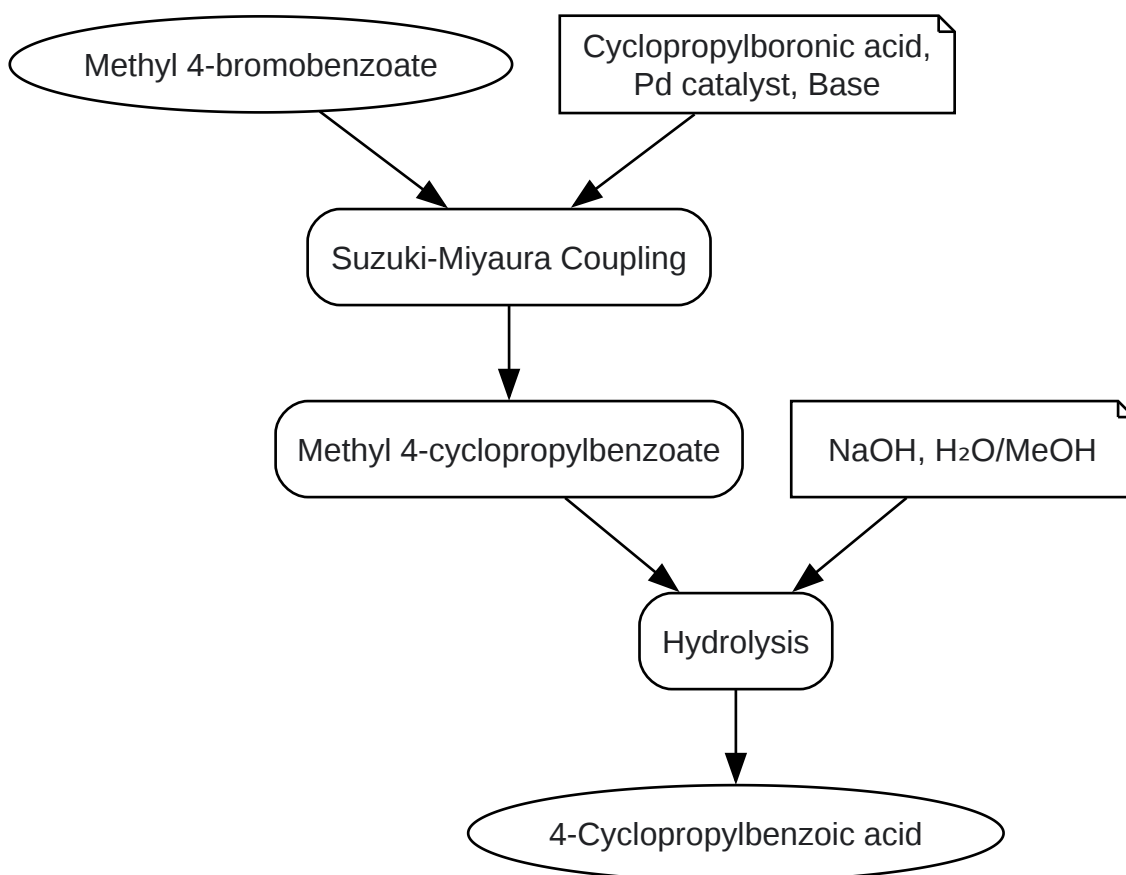 Methyl 4-bromobenzoate
Cyclopropylboronic acid,
Pd catalyst, Base
Suzuki-Miyaura Coupling
Methyl 4-cyclopropylbenzoate
NaOH, H₂O/MeOH
Hydrolysis
4-Cyclopropylbenzoic acid